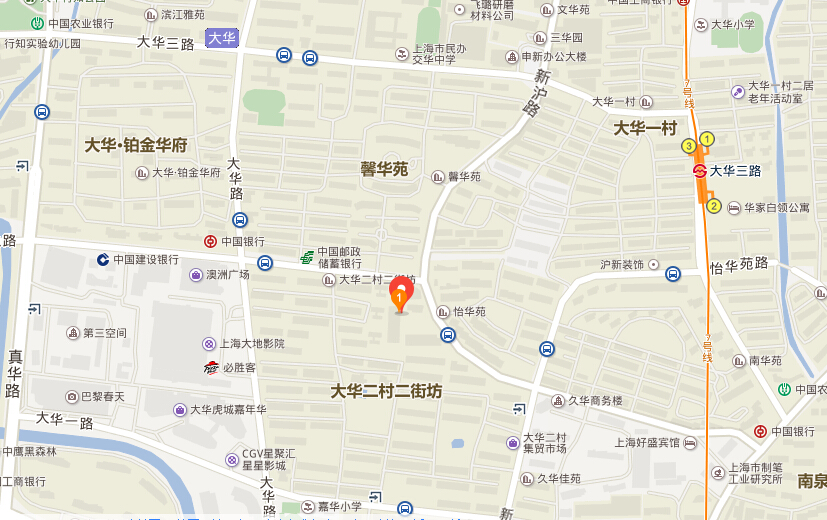 中国农业银行
滨江雅苑
行知实验幼儿园
大华三路
大华
上海市民办
交华中学
飞璐研磨
材料公司
文华苑
三华园
申新办公大楼
新沪路
大华小学
7号线
大华一村二居
老年活动室
大华一村
大华一村
大华·铂金华府
大华·铂金华府
大华路
馨华苑
馨华苑
1
3
大华三路
2
华家白领公寓
中国银行
中国建设银行
中国邮政
储蓄银行
澳洲广场
大华二村二街坊
1
沪新装饰
怡华苑路
怡华苑
第三空间
上海大地影院
必胜客
真华路
7号线
南华苑
巴黎春天
大华虎城嘉年华
大华二村二街坊
久华商务楼
大华一路
中鹰黑森林
CGV星聚汇
星星影城
大华二村
集贸市场
上海好盛宾馆
中国银行
中国农
久华佳苑
上海市制笔
工业研究所
南泉
工商银行
大华路
嘉华小学
新